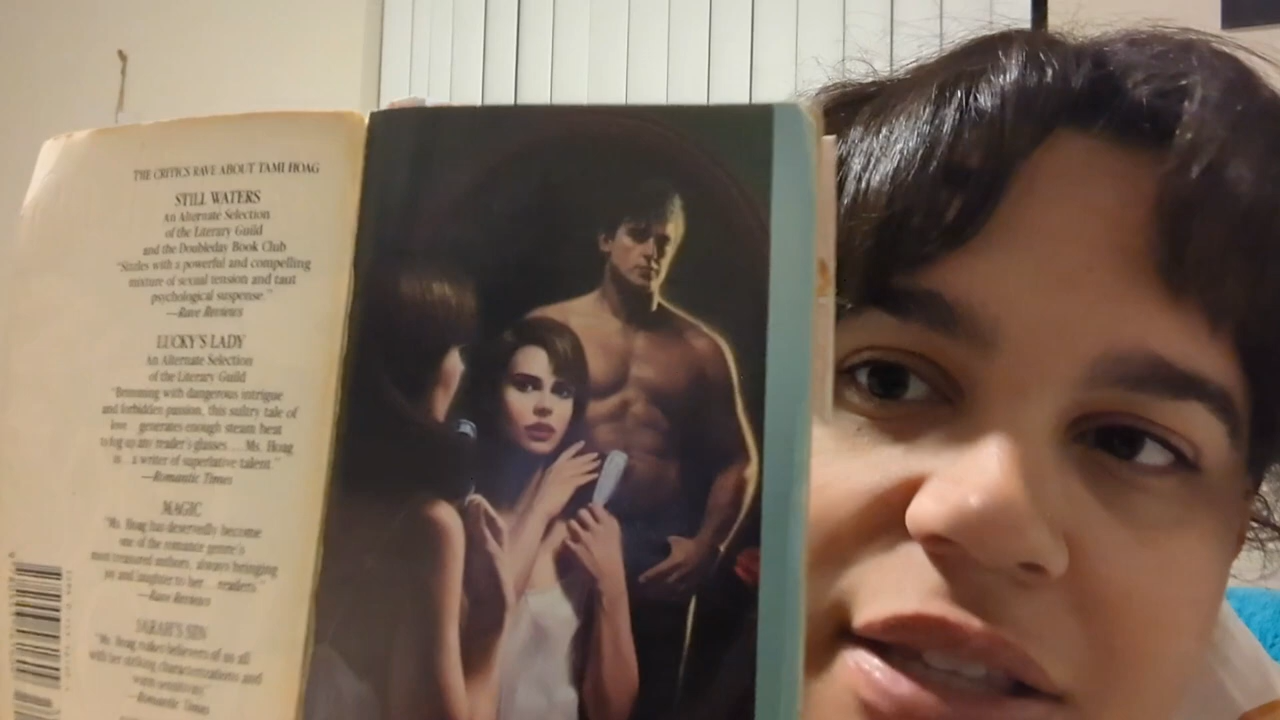 THE CRITICS RAVE ABOUT TAMI HOAG
STILL WATERS
An Alternate Selection
of the Literary Guild
and the Doubleday Book Club
"Sizzles with a powerful and compelling
mixture of sexual tension and taut
psychological suspense."
—Rave Reviews
LUCKY'S LADY
An Alternate Selection
of the Literary Guild
"Brimming with dangerous intrigue
and forbidden passion, this sultry tale of
love... generates enough steam heat
to fog up any reader's glasses.... Ms. Hoag
is... a writer of superlative talent."
—Romantic Times
MAGIC
"Ms. Hoag has deservedly become
one of the romance genre's
most treasured authors, always bringing
joy and laughter to her... readers."
—Rave Reviews
SARAH'S SIN
"Ms. Hoag makes believers of us all
with her striking characterizations and
warm sensitivity."
—Romantic Times